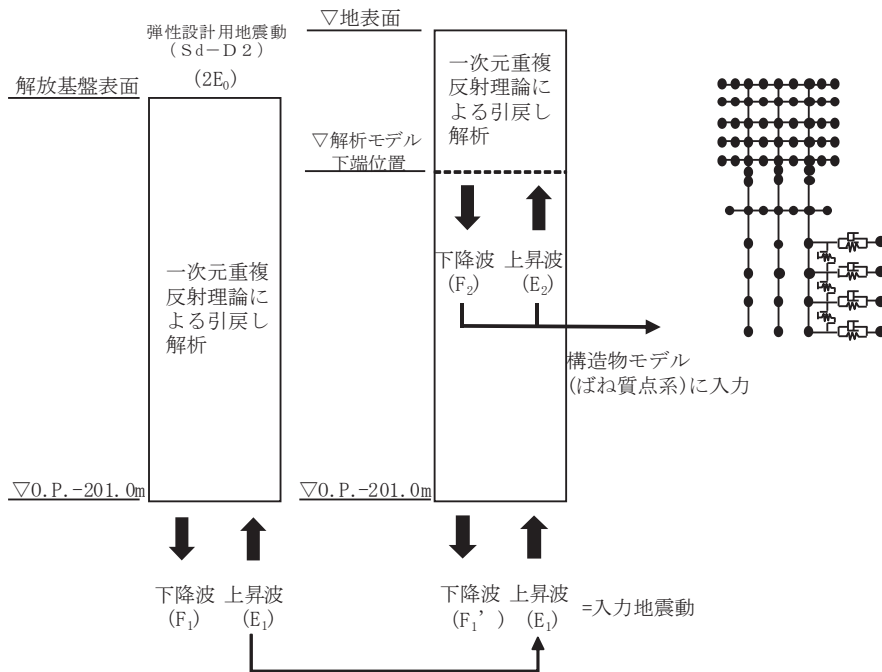 弾性設計用地震動
(Sd－D2)
(2E₀)
解放基盤表面
一次元重複
反射理論に
よる引戻し
解析
▽O.P.-201.0m
下降波
(F₁)
上昇波
(E₁)
▽地表面
一次元重複
反射理論に
よる引戻し
解析
▽解析モデル
下端位置
下降波
(F₂)
上昇波
(E₂)
構造物モデル
(ばね質点系)に入力
▽O.P.-201.0m
下降波
(F₁’)
上昇波
(E₁)
=入力地震動